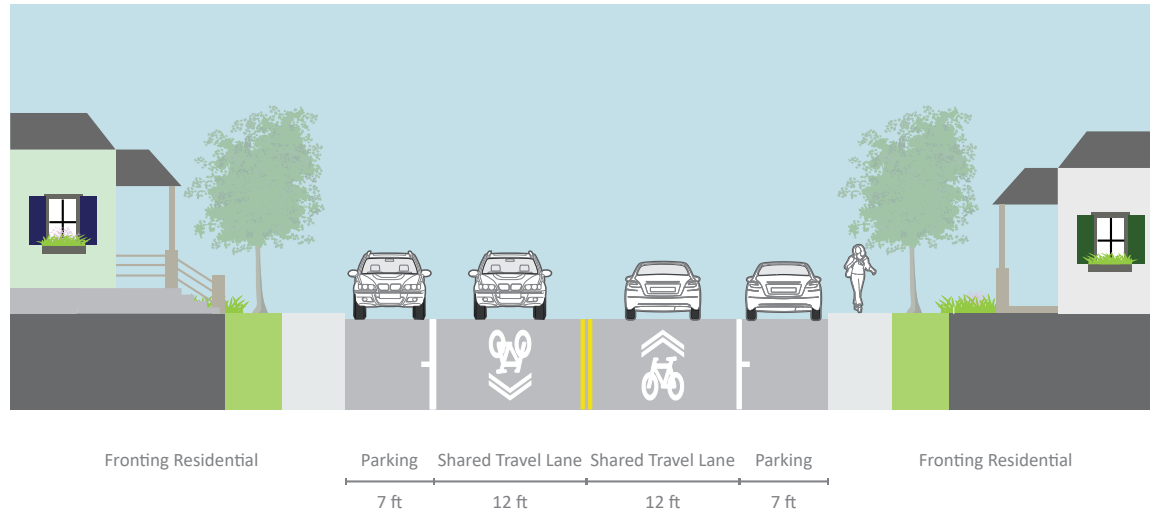 Fronting Residential
Parking
Shared Travel Lane
Shared Travel Lane
Parking
Fronting Residential
7 ft
12 ft
12 ft
7 ft